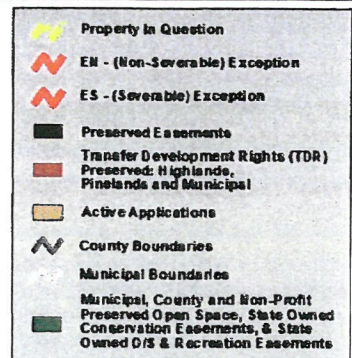 Property In Question
EN - (Non-Severable) Exception
ES - (Severable) Exception
Preserved Easements
Transfer Development Rights (TDR)
Preserved: Highlands,
Pinelands and Municipal
Active Applications
County Boundaries
Municipal Boundaries
Municipal, County and Non-Profit
Preserved Open Space, State Owned
Conservation Easements, & State
Owned O/S & Recreation Easements